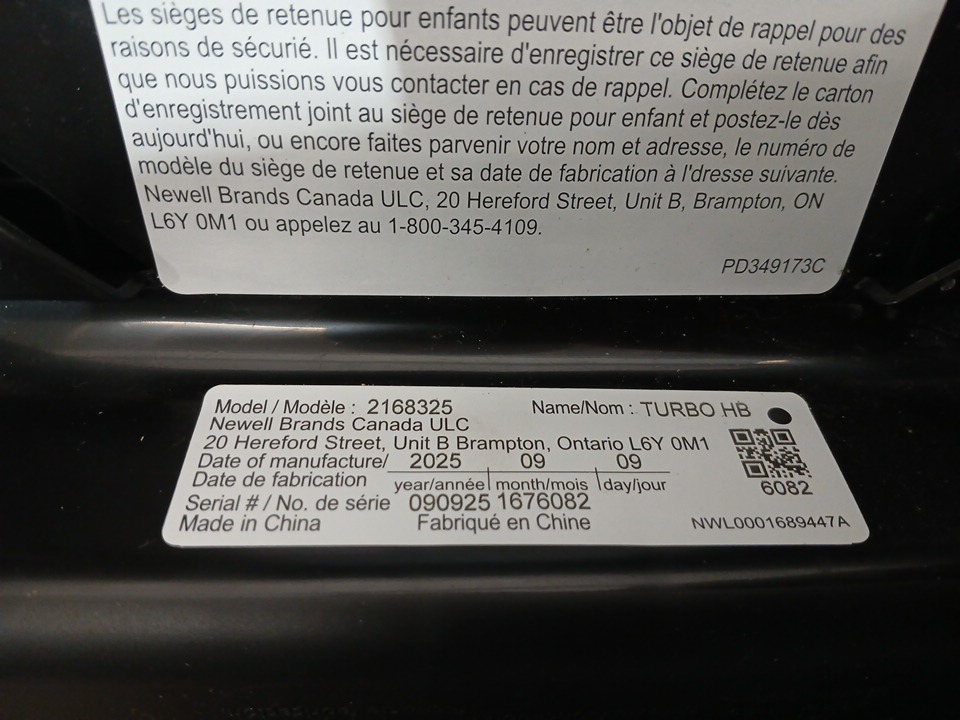 Les sièges de retenue pour enfants peuvent être l'objet de rappel pour des
raisons de sécurié. Il est nécessaire d'enregistrer ce siège de retenue afin
que nous puissions vous contacter en cas de rappel. Complétez le carton
d'enregistrement joint au siège de retenue pour enfant et postez-le dès
aujourd'hui, ou encore faites parvenir votre nom et adresse, le numéro de
modèle du siège de retenue et sa date de fabrication à l'dresse suivante.
Newell Brands Canada ULC, 20 Hereford Street, Unit B, Brampton, ON
L6Y 0M1 ou appelez au 1-800-345-4109.
PD349173C
Model / Modèle : 2168325 Name/Nom : TURBO HB
Newell Brands Canada ULC
20 Hereford Street, Unit B Brampton, Ontario L6Y 0M1
Date of manufacture/ 2025 09 09
Date de fabrication year/année month/mois day/jour
6082
Serial # / No. de série 090925 1676082
Made in China Fabriqué en Chine NWL0001689447A